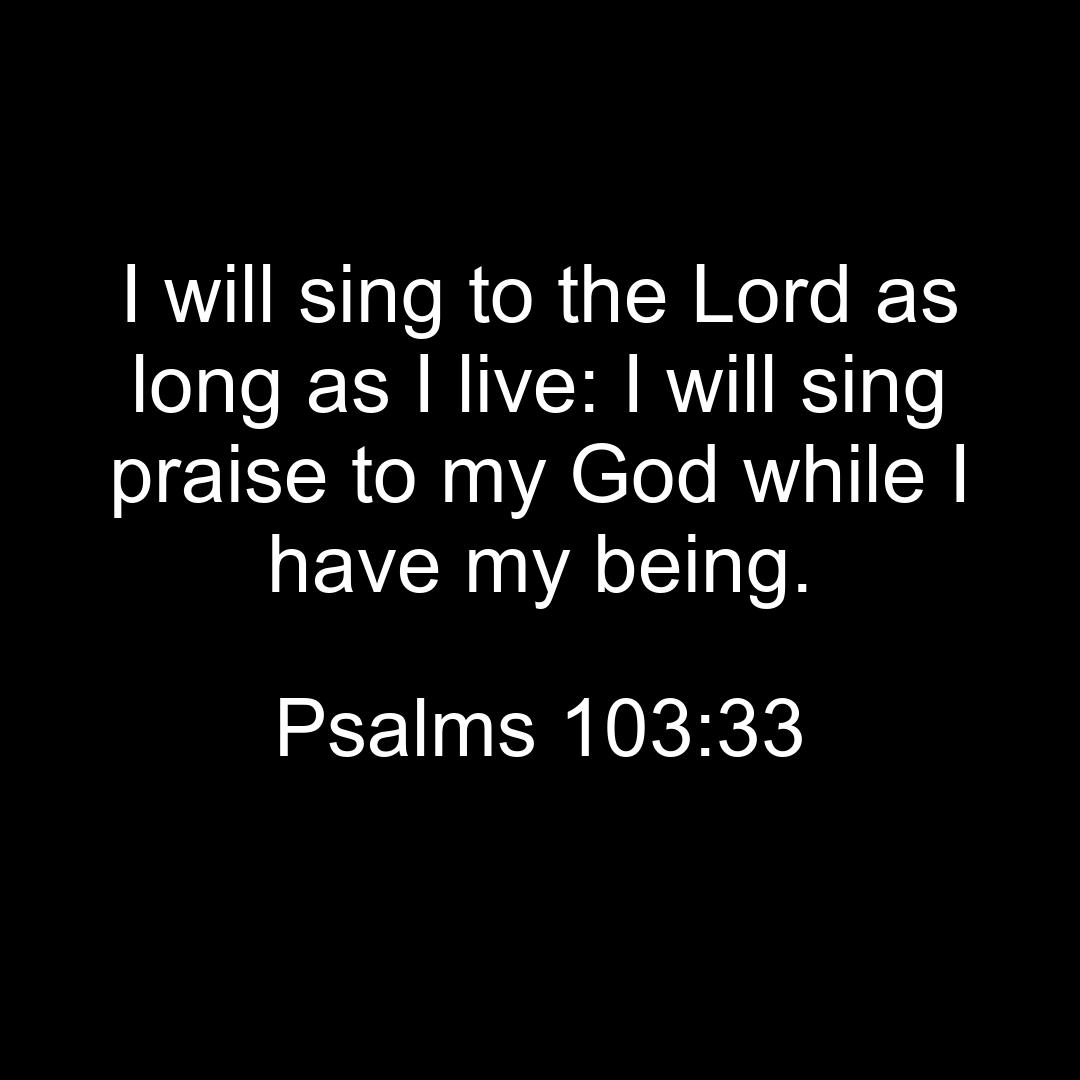 I will sing to the Lord as
long as I live: I will sing
praise to my God while I
have my being.
Psalms 103:33